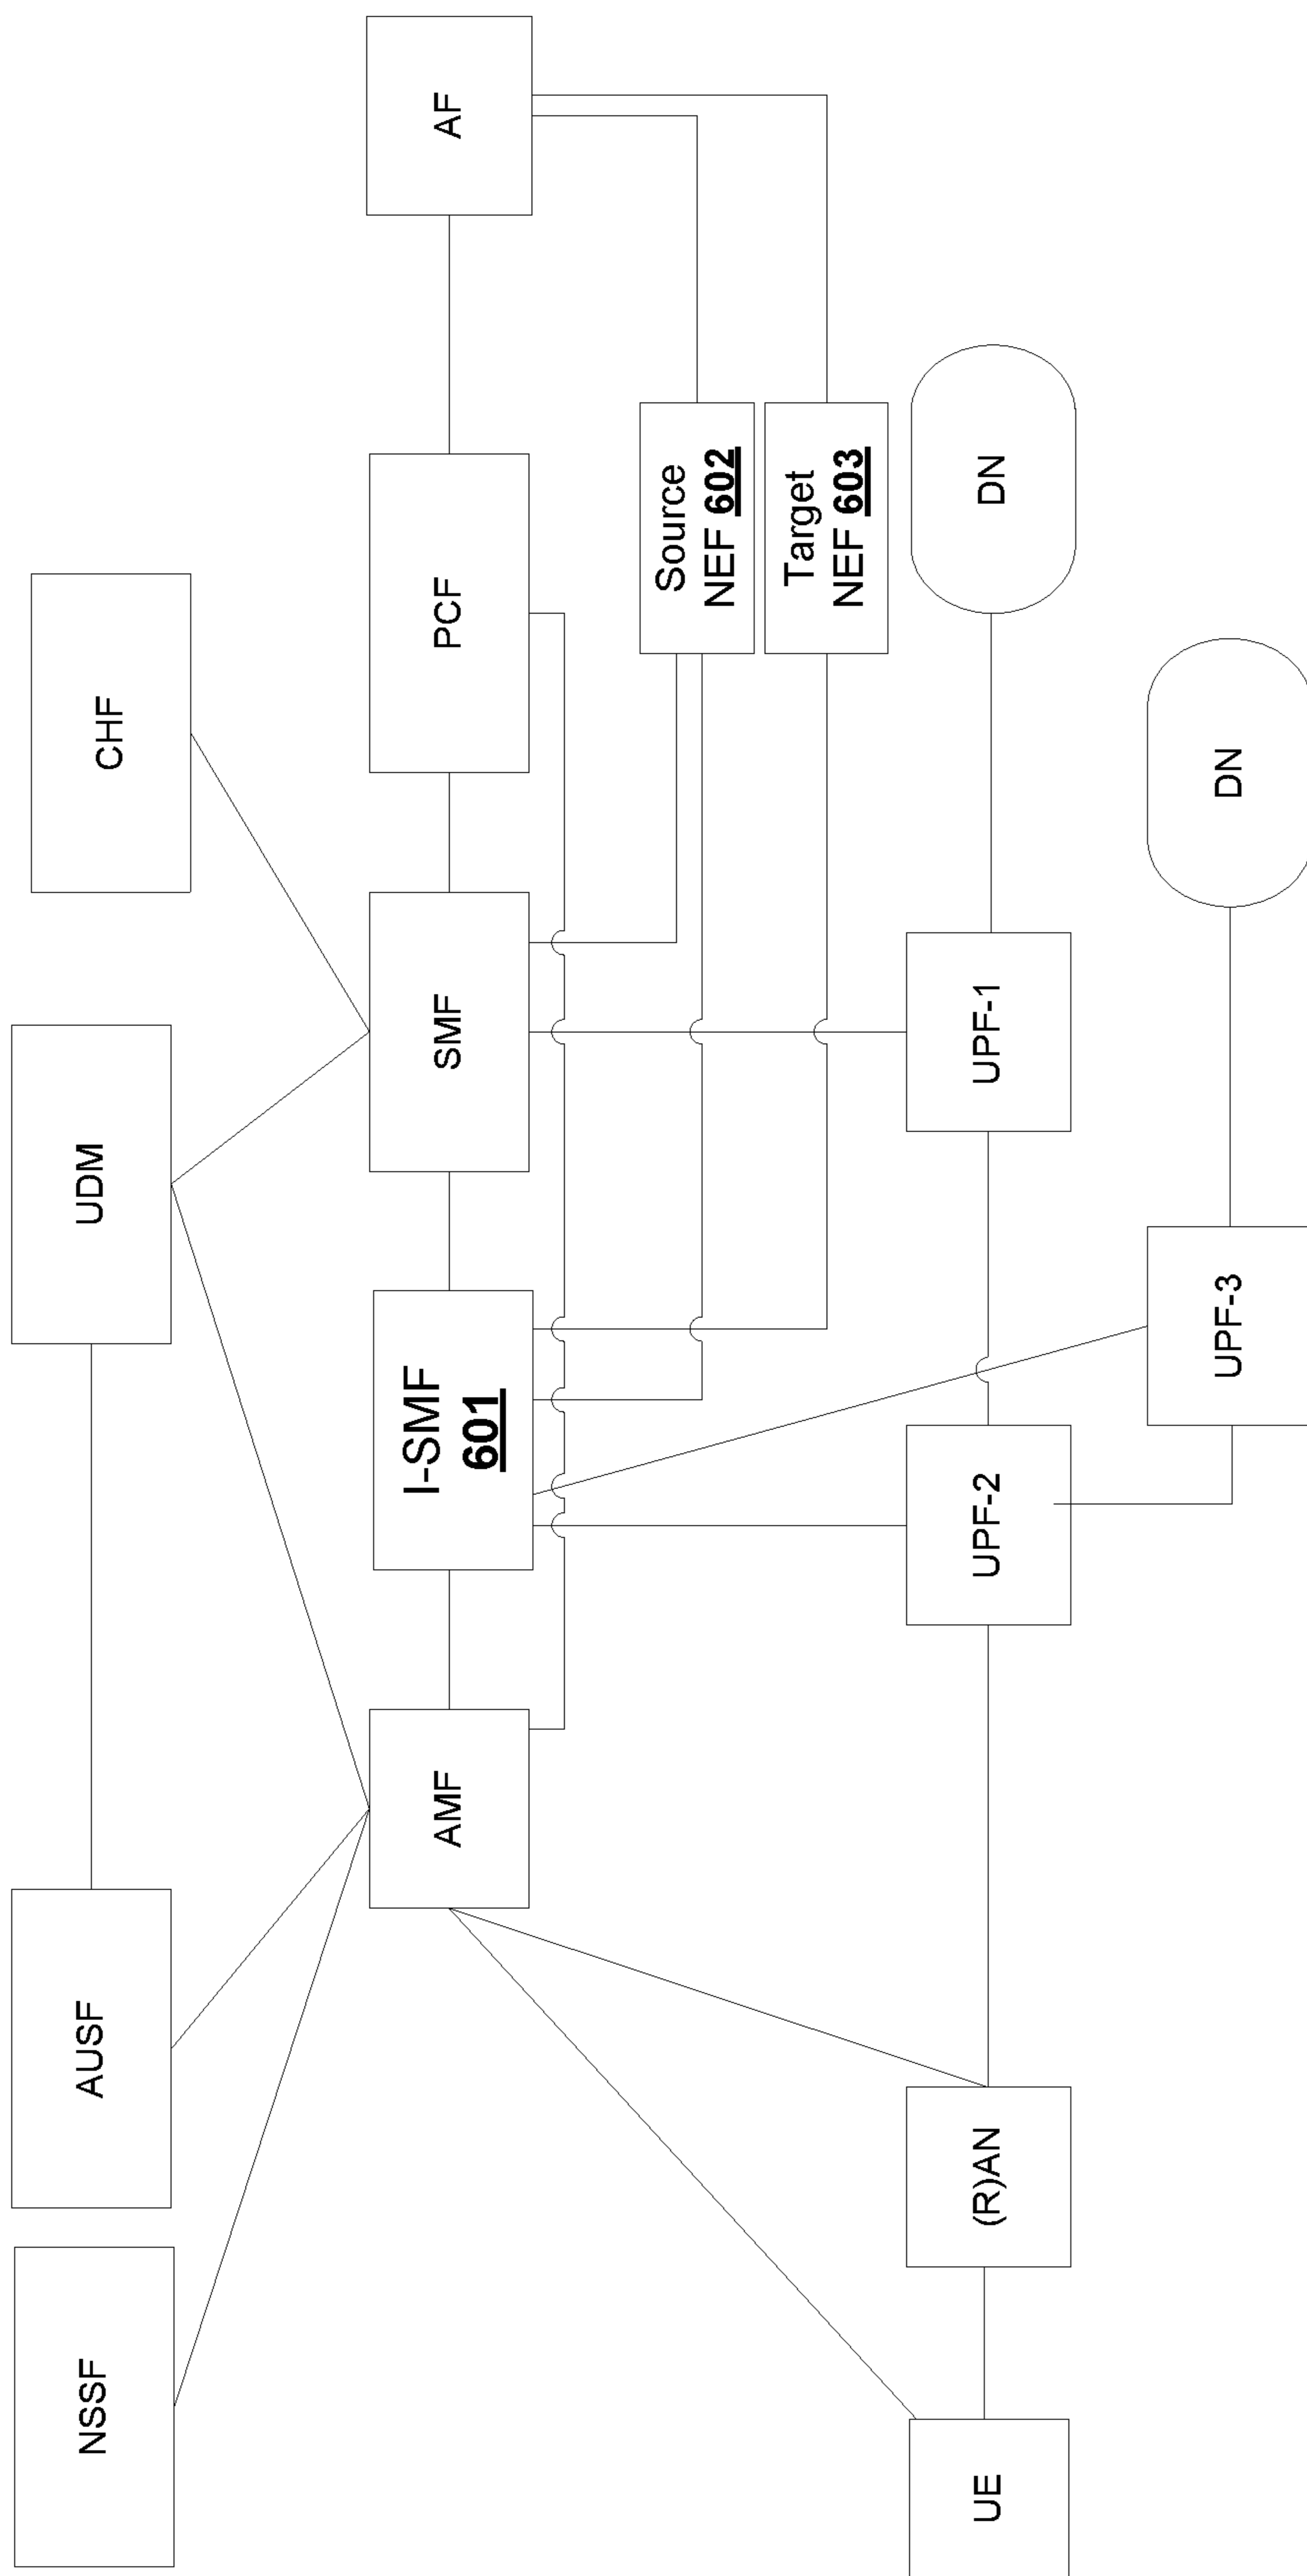 NSSF
AUSF
UDM
CHF
AMF
I-SMF
601
SMF
PCF
AF
Source
NEF 602
Target
NEF 603
UE
(R)AN
UPF-2
UPF-1
DN
UPF-3
DN